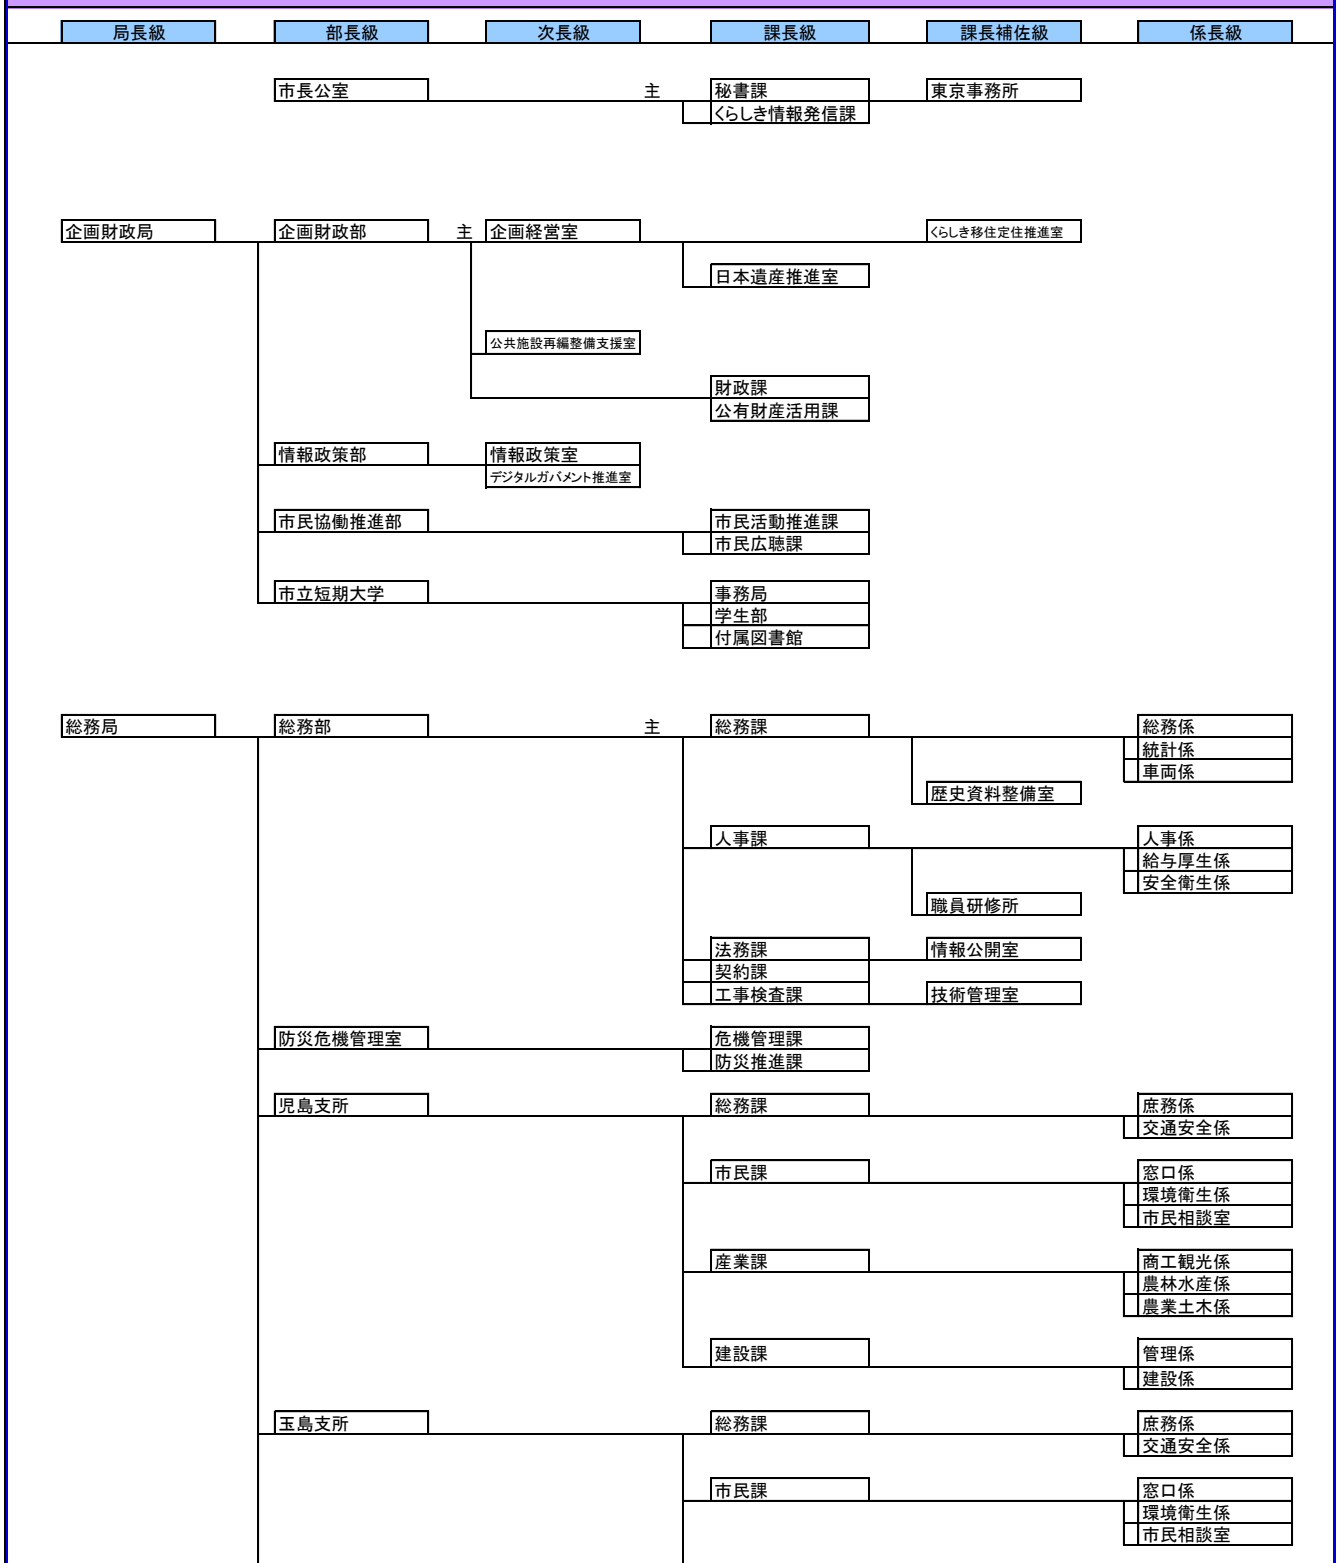 局長級 部長級 次長級 課長級 課長補佐級 係長級
市長公室 主 秘書課 東京事務所
くらしき情報発信課
企画財政局 企画財政部 主 企画経営室 くらしき移住定住推進室
日本遺産推進室
公共施設再編整備支援室
財政課
公有財産活用課
情報政策部 情報政策室
デジタルガバメント推進室
市民協働推進部 市民活動推進課
市民広聴課
市立短期大学 事務局
学生部
付属図書館
総務局 総務部 主 総務課 総務係
統計係
車両係
歴史資料整備室
人事課 人事係
給与厚生係
安全衛生係
職員研修所
法務課 情報公開室
契約課
工事検査課 技術管理室
防災危機管理室 危機管理課
防災推進課
児島支所 総務課 庶務係
交通安全係
市民課 窓口係
環境衛生係
市民相談室
産業課 商工観光係
農林水産係
農業土木係
建設課 管理係
建設係
玉島支所 総務課 庶務係
交通安全係
市民課 窓口係
環境衛生係
市民相談室